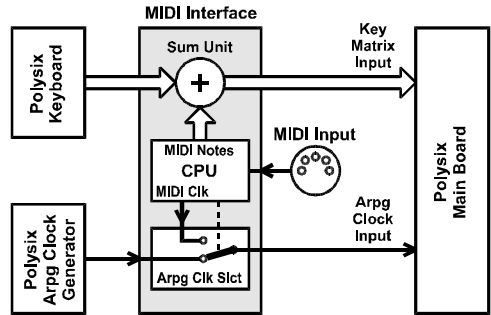 MIDI Interface
Sum Unit
+
Key
Matrix
Input
Polysix
Keyboard
MIDI Notes
CPU
MIDI Clk
MIDI Input
Polysix
Main Board
Arpg
Clock
Input
Polysix
Arpg Clock
Generator
Arpg Clk Slct